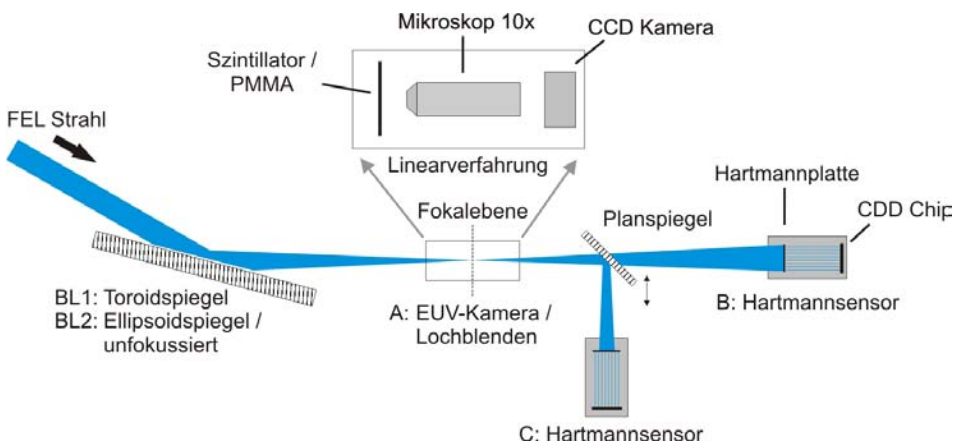 Mikroskop 10x
CCD Kamera
Szintillator /
PMMA
FEL Strahl
Linearverfahrung
Hartmannplatte
Fokalebene
Planspiegel
CDD Chip
BL1: Toroidspiegel
BL2: Ellipsoidspiegel /
unfokussiert
A: EUV-Kamera /
Lochblenden
B: Hartmannsensor
C: Hartmannsensor